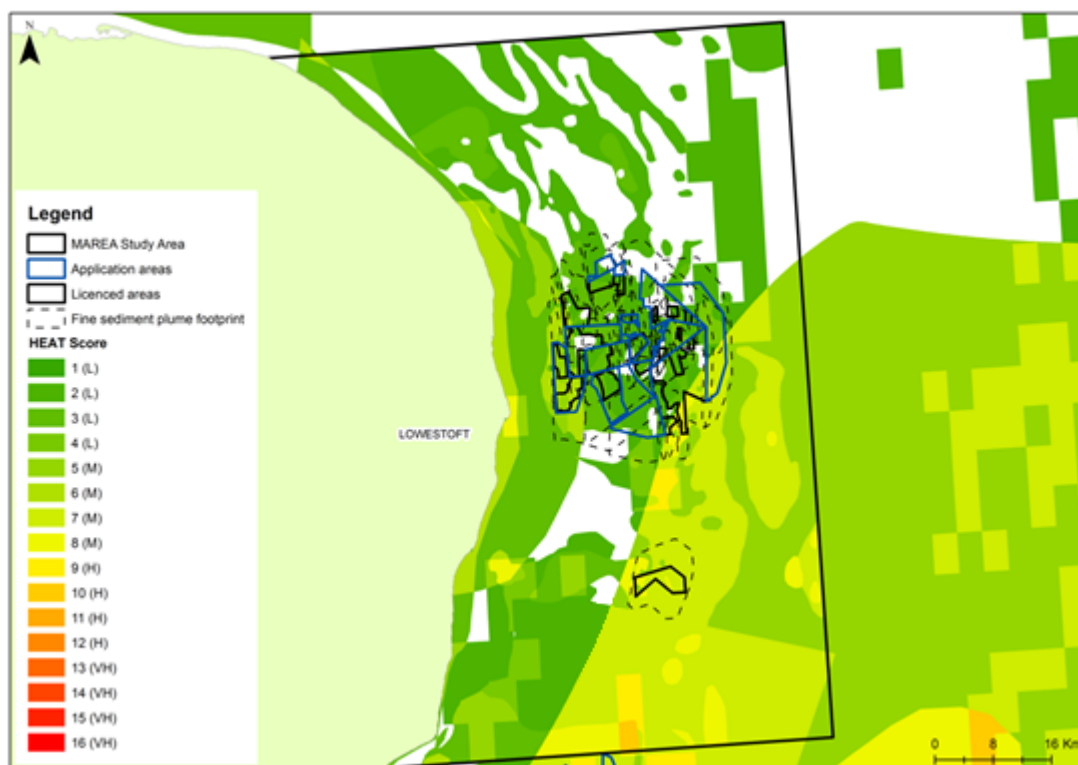 N
Legend
MAREA Study Area
Application areas
Licenced areas
Fine sediment plume footprint
HEAT Score
1 (L)
2 (L)
3 (L)
4 (L)
5 (M)
6 (M)
7 (M)
8 (M)
9 (H)
10 (H)
11 (H)
12 (H)
13 (VH)
14 (VH)
15 (VH)
16 (VH)
LOWESTOFT
0 8 16 Km